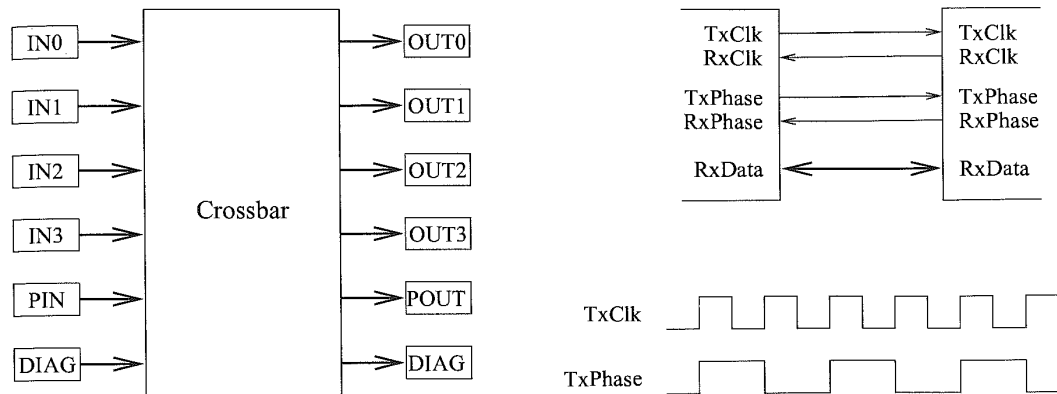 IN0
IN1
IN2
IN3
PIN
DIAG
Crossbar
OUT0
OUT1
OUT2
OUT3
POUT
DIAG
TxClk
RxClk
TxPhase
RxPhase
RxData
TxClk
RxClk
TxPhase
RxPhase
RxData
TxClk
TxPhase